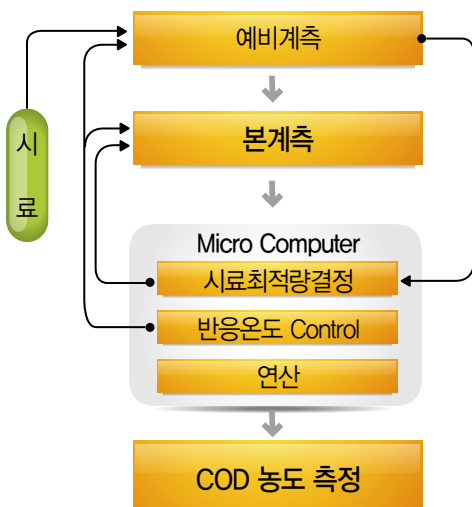 예비계측
시
료
본계측
Micro Computer
시료최적량결정
반응온도 Control
연산
COD 농도 측정